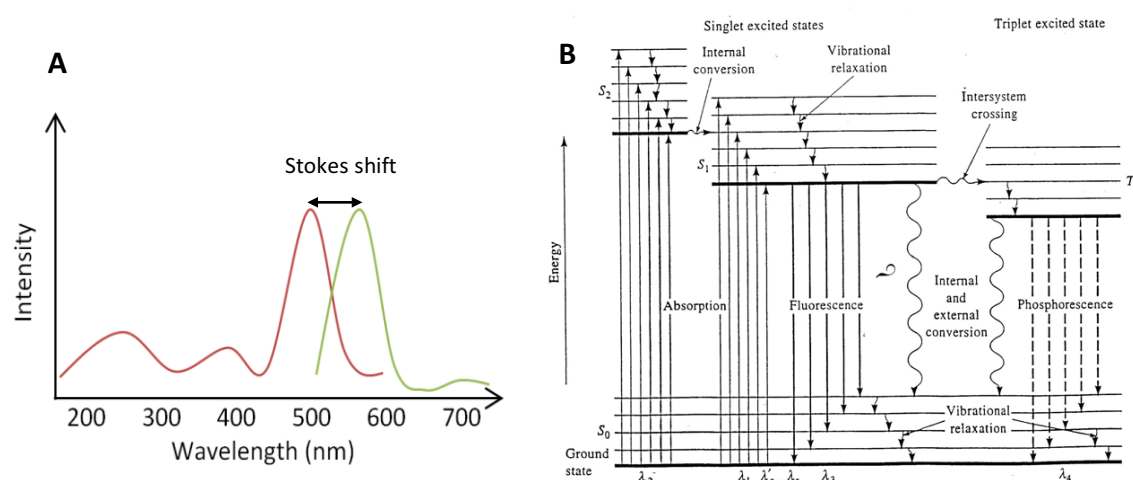 A
Stokes shift
Intensity
200 300 400 500 600 700
Wavelength (nm)
B
Singlet excited states
Triplet excited state
Internal
conversion
Vibrational
relaxation
Intersystem
crossing
S2
S1
T
Energy
Absorption
Fluorescence
Internal
and
external
conversion
Phosphorescence
Vibrational
relaxation
S0
Ground
state
λ3
λ4